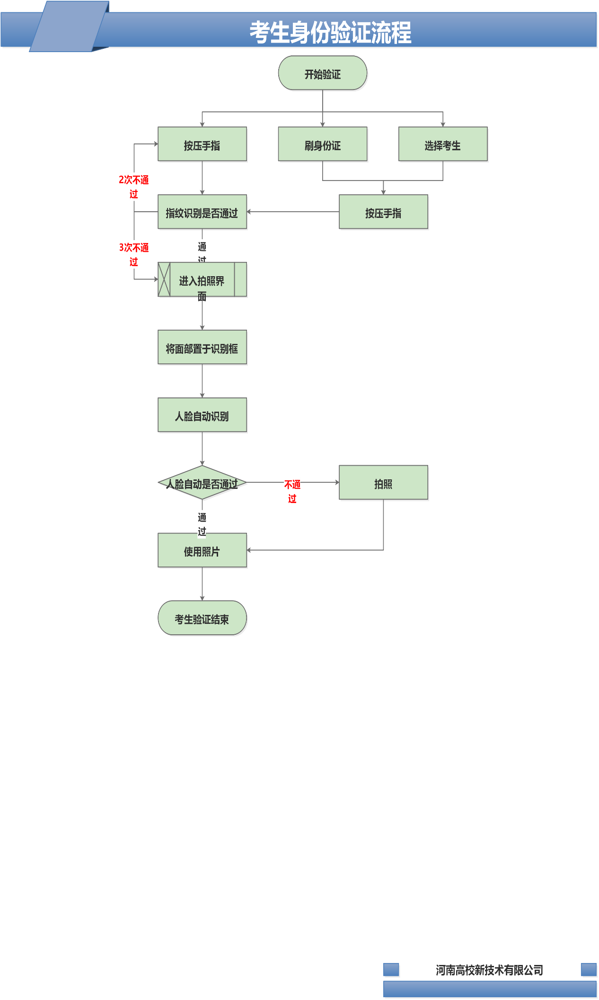 考生身份验证流程
开始验证
按压手指
刷身份证
选择考生
2次不通
过
指纹识别是否通过
按压手指
3次不通
过
通
过
进入拍照界
面
将面部置于识别框
人脸自动识别
人脸自动是否通过
不通
过
拍照
通
过
使用照片
考生验证结束
河南高校新技术有限公司